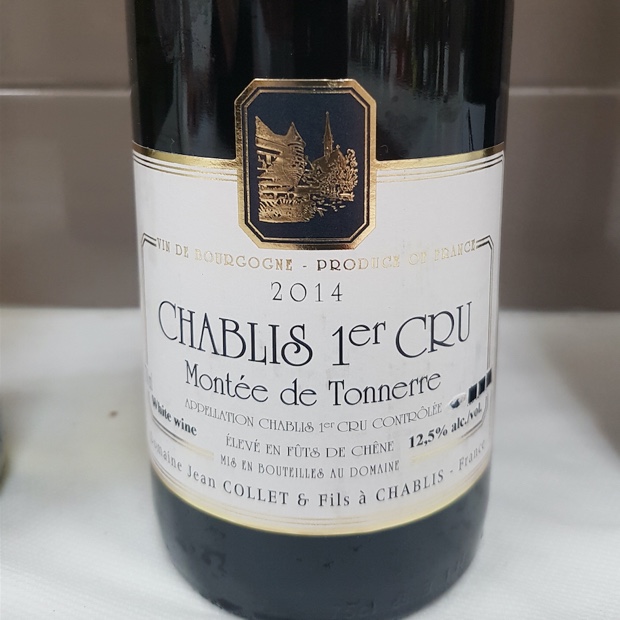 VIN DE BOURGOGNE - PRODUCE OF FRANCE
2014
CHABLIS 1er CRU
Montée de Tonnerre
APPELLATION CHABLIS 1er CRU CONTRÔLÉE
White wine
ÉLEVÉ EN FÛTS DE CHÊNE
12,5% alc./vol.
MIS EN BOUTEILLES AU DOMAINE
Domaine Jean COLLET & Fils à CHABLIS - France